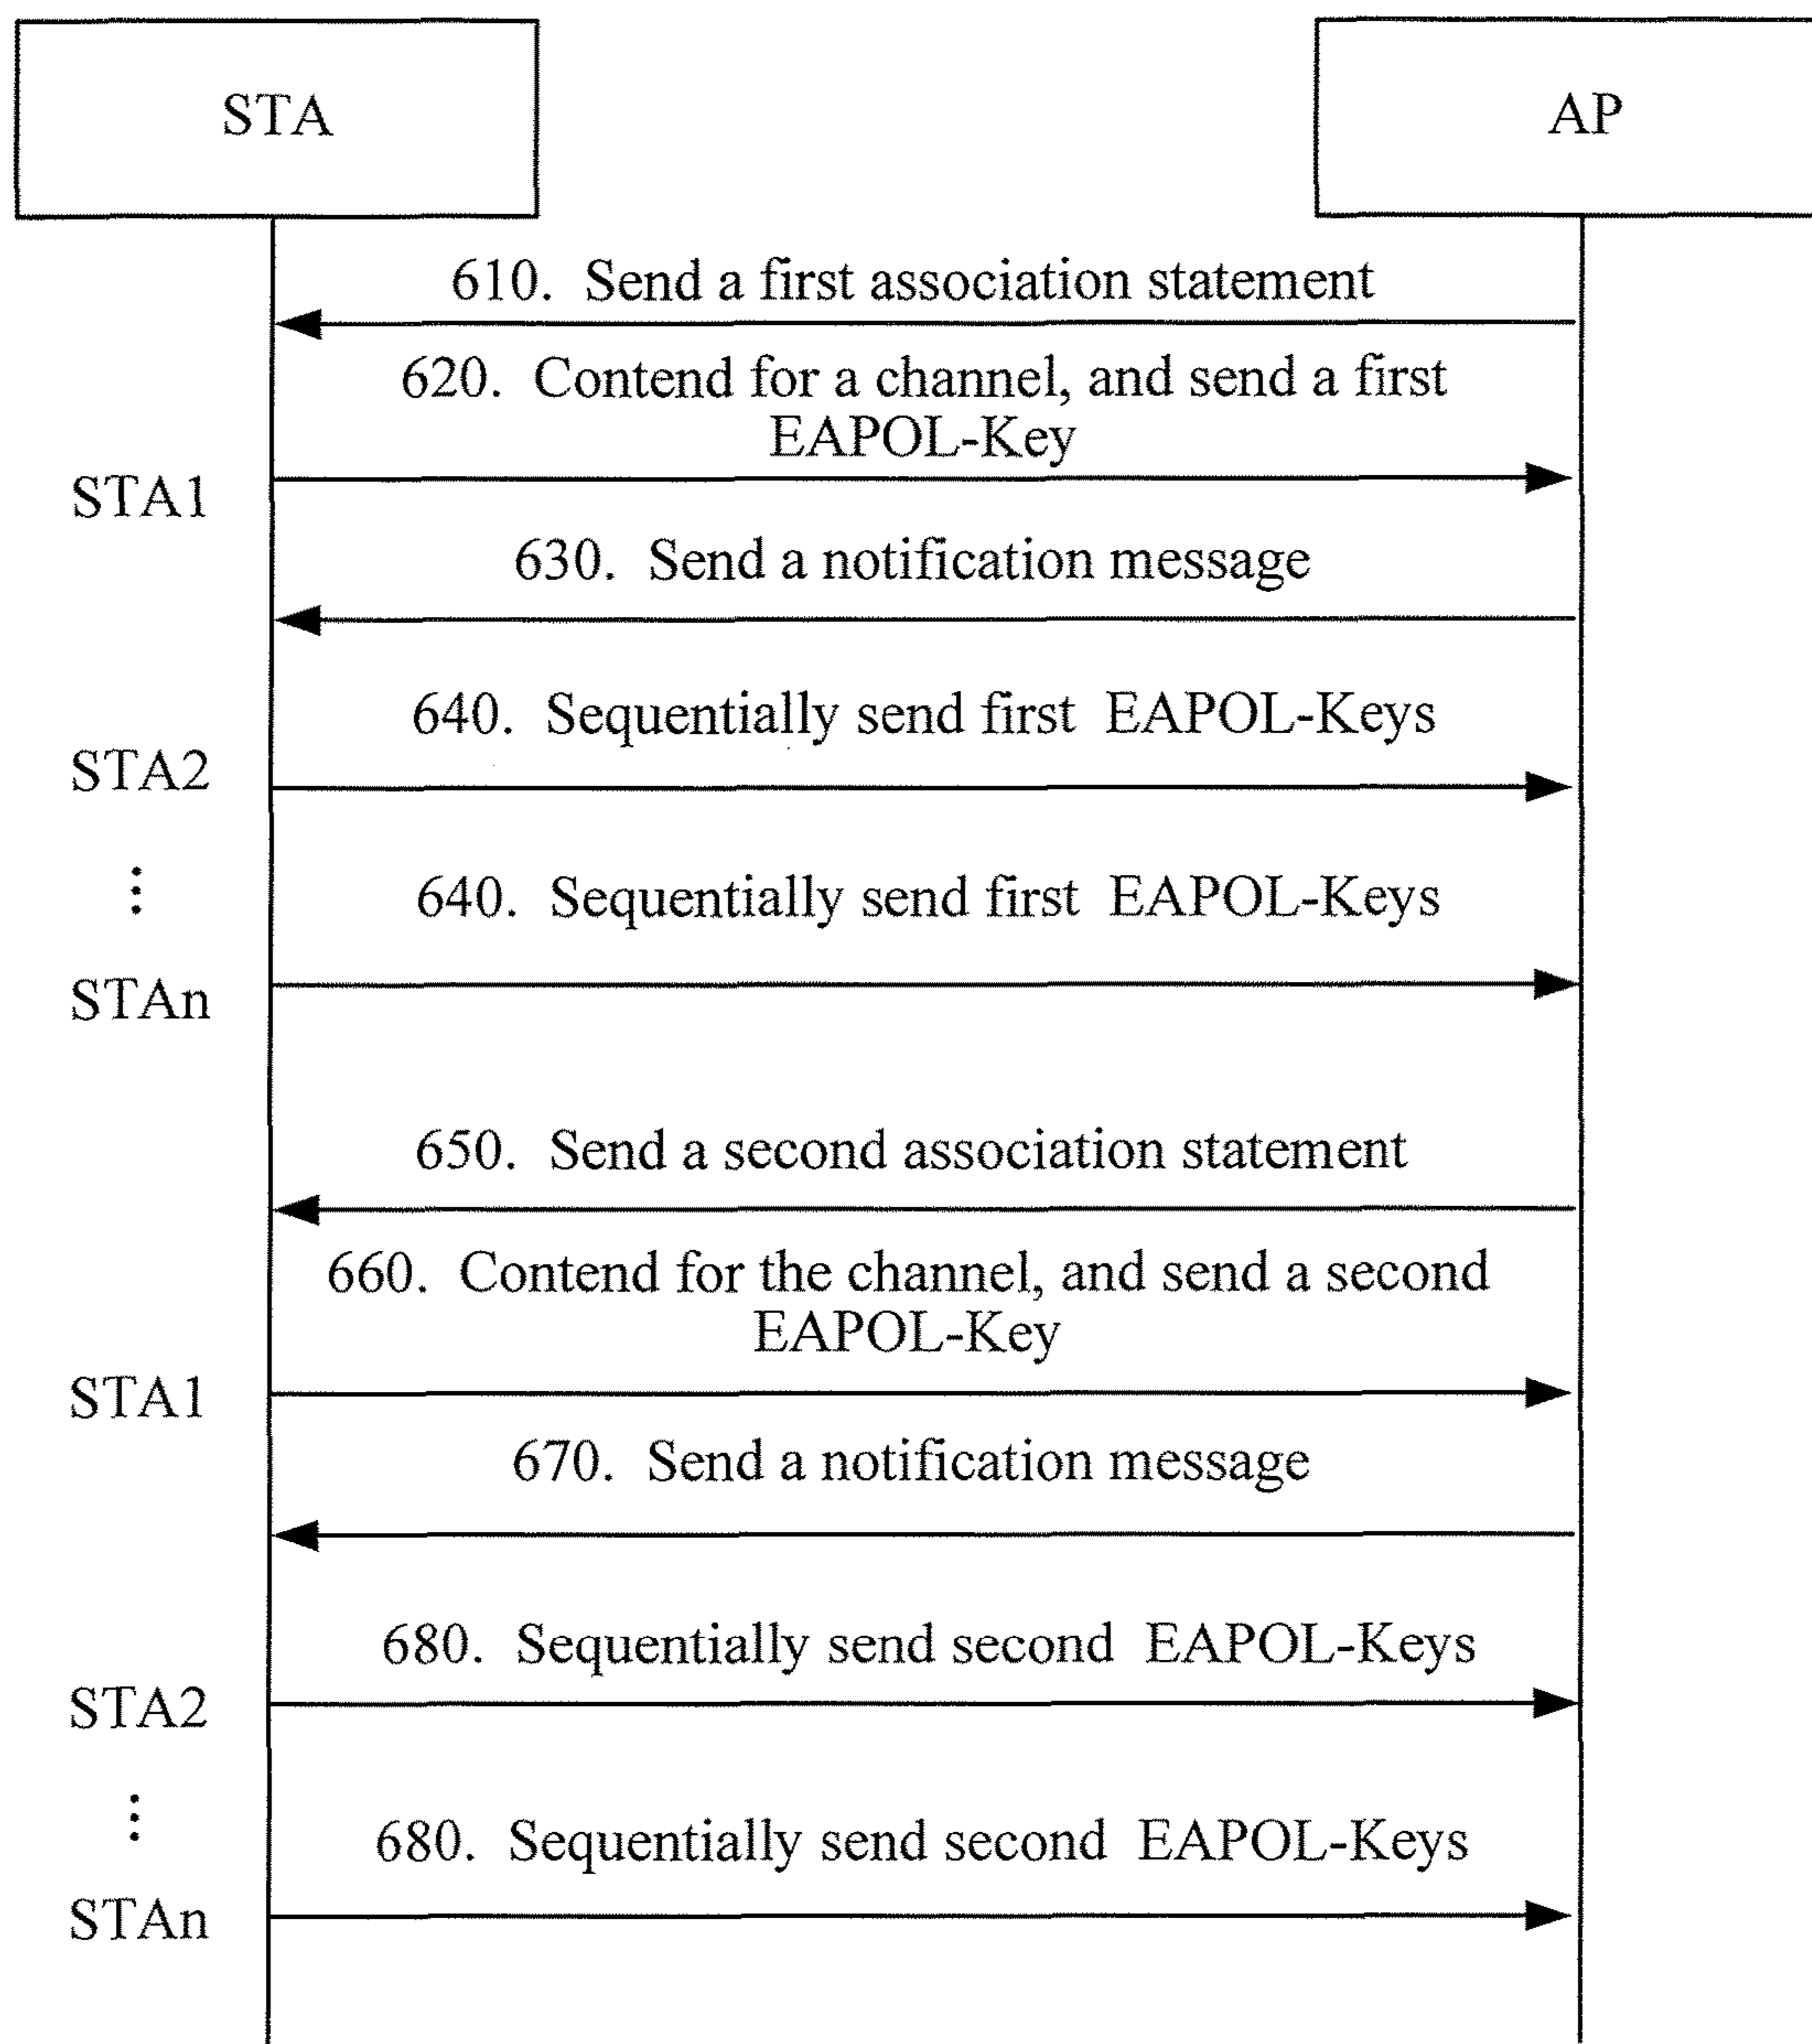 STA
AP
610. Send a first association statement
620. Contend for a channel, and send a first
EAPOL-Key
STA1
630. Send a notification message
640. Sequentially send first EAPOL-Keys
STA2
⋮
640. Sequentially send first EAPOL-Keys
STAn
650. Send a second association statement
660. Contend for the channel, and send a second
EAPOL-Key
STA1
670. Send a notification message
680. Sequentially send second EAPOL-Keys
STA2
⋮
680. Sequentially send second EAPOL-Keys
STAn